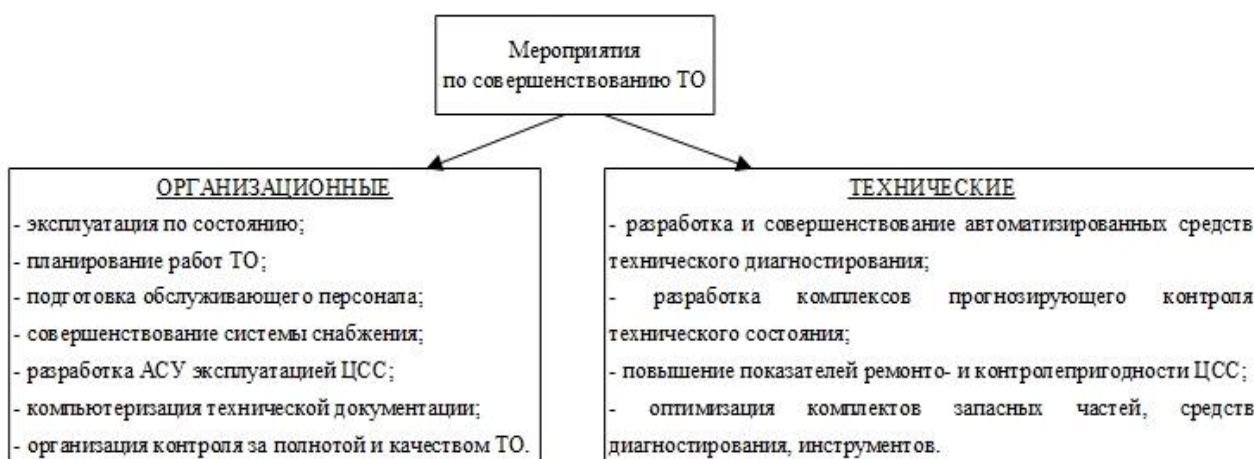 Мероприятия
по совершенствованию ТО
ОРГАНИЗАЦИОННЫЕ
- эксплуатация по состоянию;
- планирование работ ТО;
- подготовка обслуживающего персонала;
- совершенствование системы снабжения;
- разработка АСУ эксплуатацией ЦСС;
- компьютеризация технической документации;
- организация контроля за полнотой и качеством ТО.
ТЕХНИЧЕСКИЕ
- разработка и совершенствование автоматизированных средств
технического диагностирования;
- разработка комплексов прогнозирующего контроля
технического состояния;
- повышение показателей ремонто- и контролепригодности ЦСС;
- оптимизация комплектов запасных частей, средств
диагностирования, инструментов.